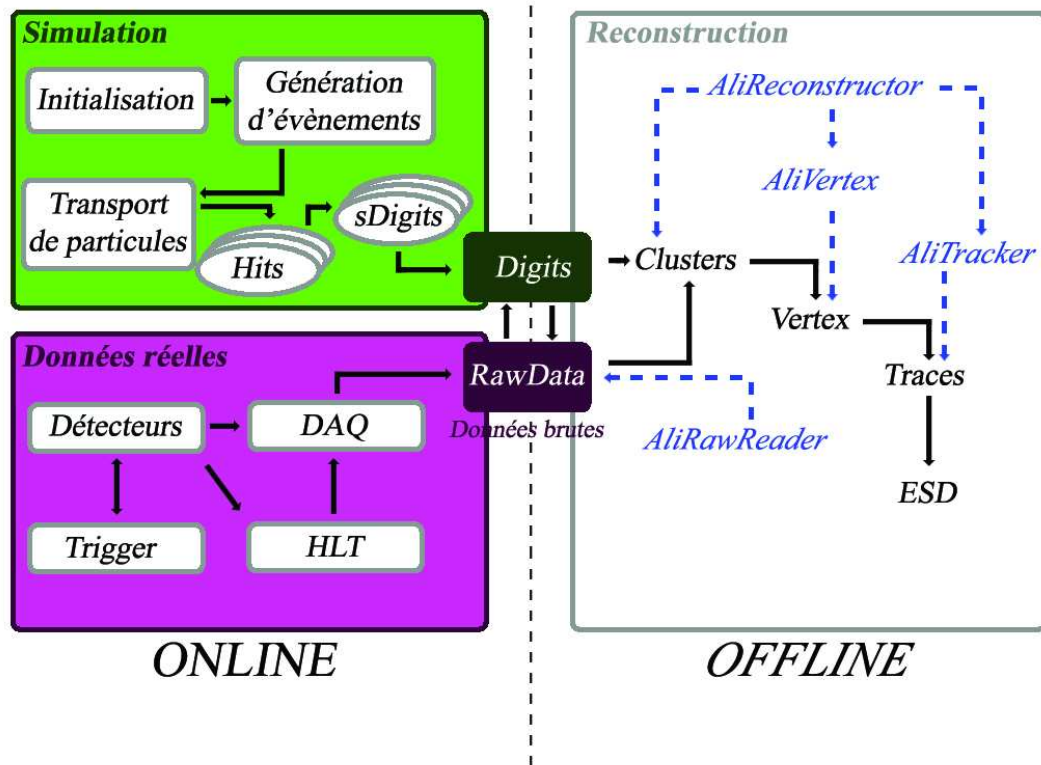 Simulation
Initialisation
Génération
d'évènements
Transport
de particules
Hits
sDigits
Digits
Données réelles
Détecteurs
DAQ
Trigger
HLT
RawData
Données brutes
ONLINE
Reconstruction
AliReconstructor
AliVertex
AliTracker
Clusters
Vertex
Traces
AliRawReader
ESD
OFFLINE